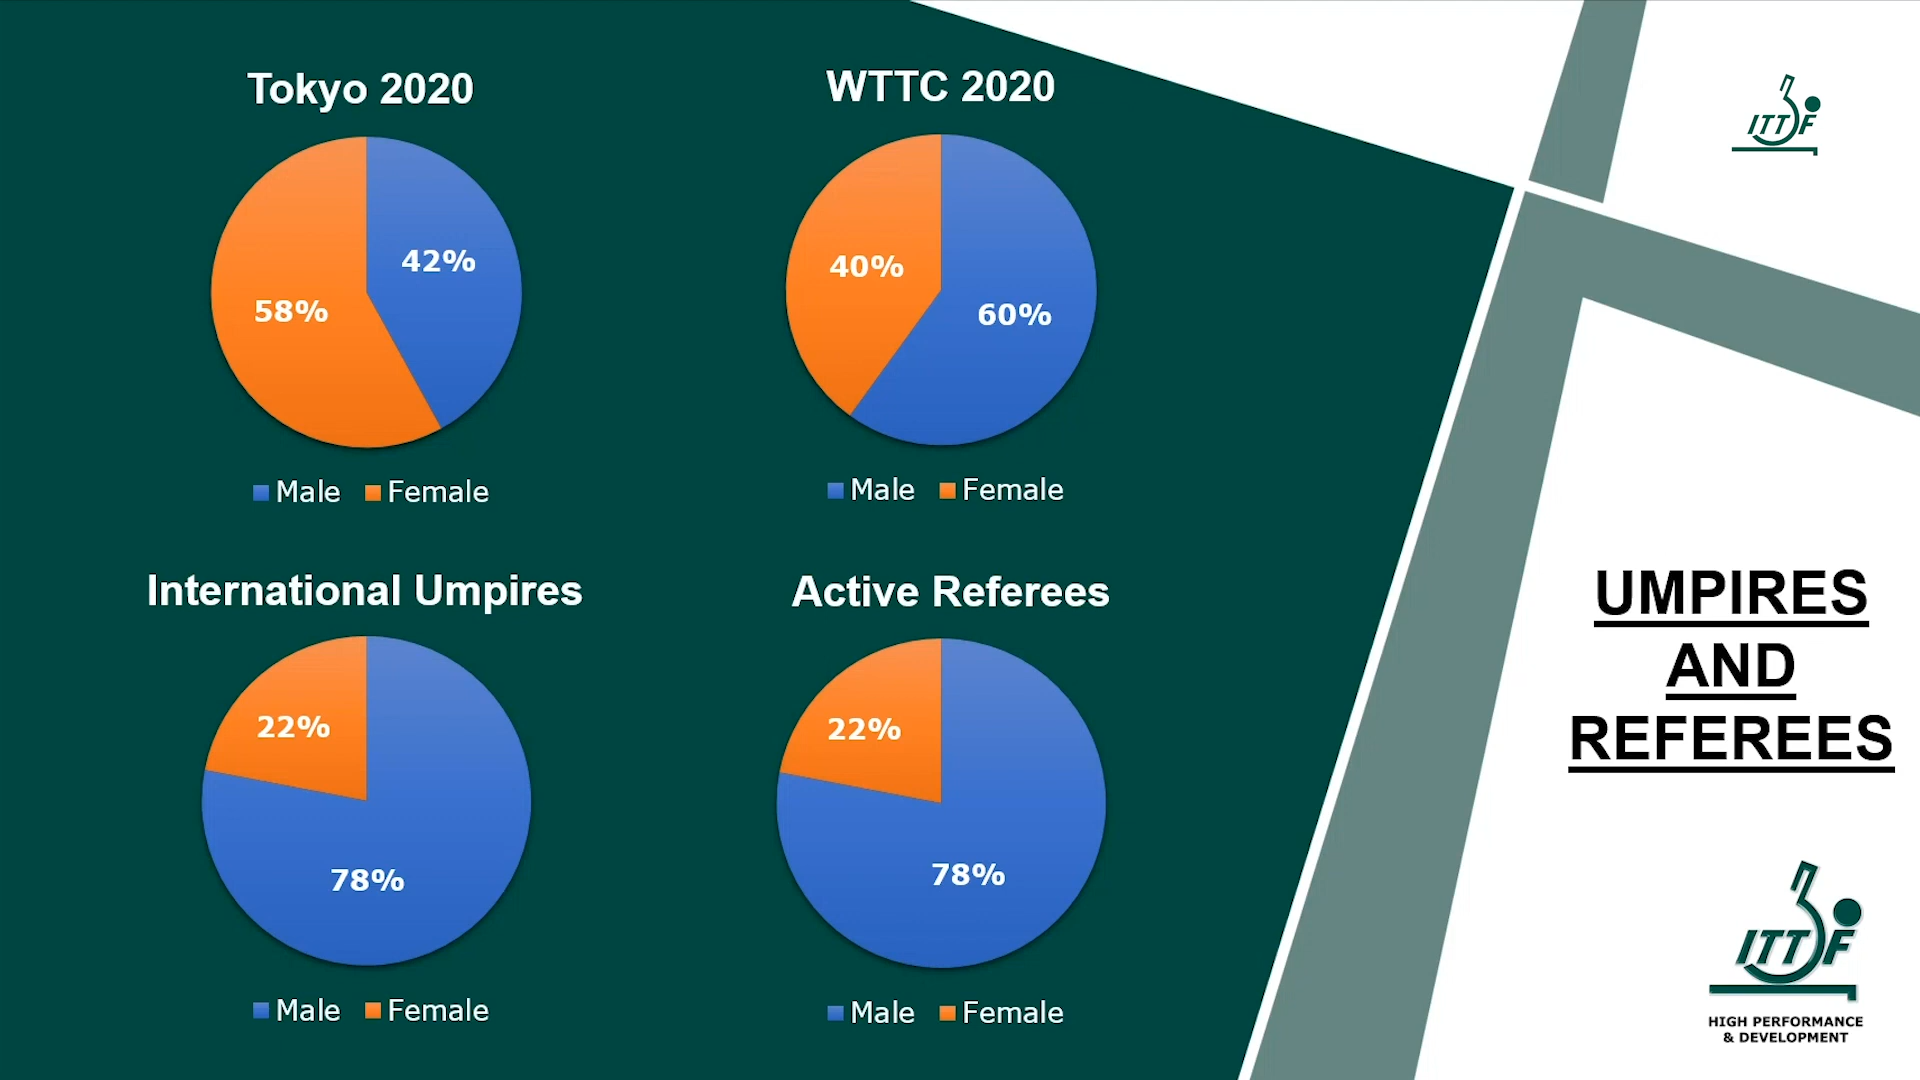 Tokyo 2020
42%
58%
Male Female
WTTC 2020
40%
60%
Male Female
International Umpires
22%
78%
Male Female
Active Referees
22%
78%
Male Female
ITTF
UMPIRES
AND
REFEREES
ITTF
HIGH PERFORMANCE
& DEVELOPMENT